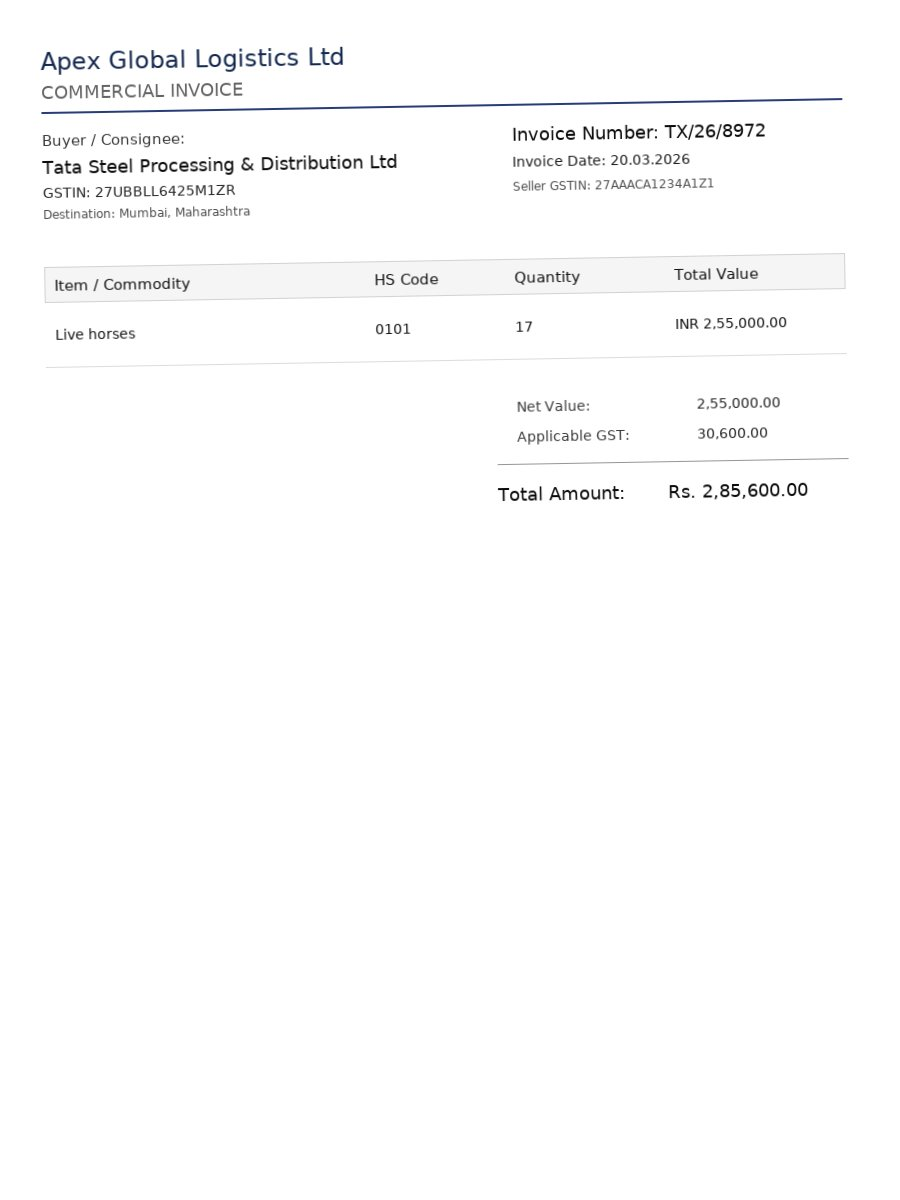 Apex Global Logistics Ltd
COMMERCIAL INVOICE
Buyer / Consignee:
Tata Steel Processing & Distribution Ltd
GSTIN: 27UBBLL6425M1ZR
Destination: Mumbai, Maharashtra
Invoice Number: TX/26/8972
Invoice Date: 20.03.2026
Seller GSTIN: 27AAACA1234A1Z1
Item / Commodity HS Code Quantity Total Value
Live horses 0101 17 INR 2,55,000.00
Net Value: 2,55,000.00
Applicable GST: 30,600.00
Total Amount: Rs. 2,85,600.00